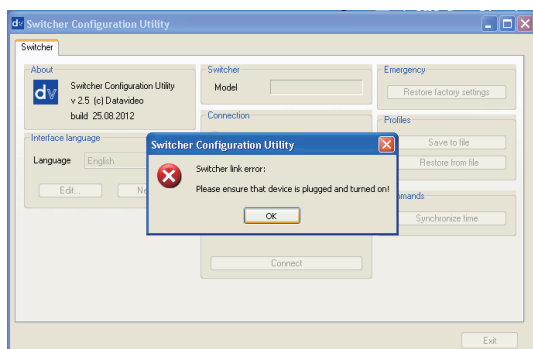 dv Switcher Configuration Utility
Switcher
About
dv
Switcher Configuration Utility
v 2.5 (c) Datavideo
build 25.08.2012
Interface language
Language English
Edit...
Switcher
Model
Connection
Connect
Emergency
Restore factory settings
Profiles
Save to file
Restore from file
Synchronize time
Switcher Configuration Utility
Switcher link error:
Please ensure that device is plugged and turned on!
OK
Exit